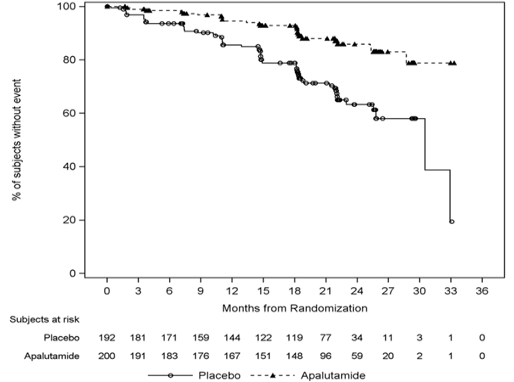 % of subjects without event
100
80
60
40
20
0
0 3 6 9 12 15 18 21 24 27 30 33 36
Months from Randomization
Subjects at risk
Placebo 192 181 171 159 144 122 119 77 34 11 3 1 0
Apalutamide 200 191 183 176 167 151 148 96 59 20 2 1 0
Placebo Apalutamide